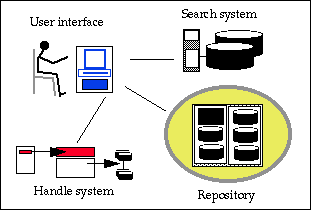 Search system
User interface
Handle system
Repository